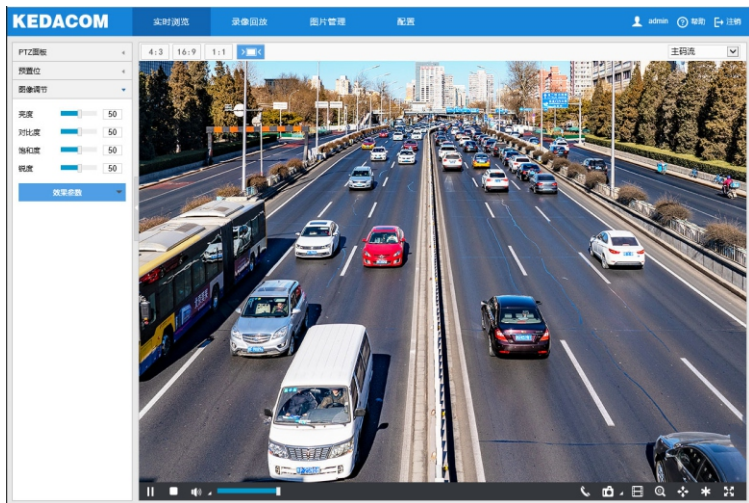 KEDACOM 实时浏览 录像回放 图片管理 配置 admin ? 帮助 注销
PTZ面板 4:3 16:9 1:1 主码流
预置位
图像调节
亮度 50
对比度 50
饱和度 50
锐度 50
效果参数